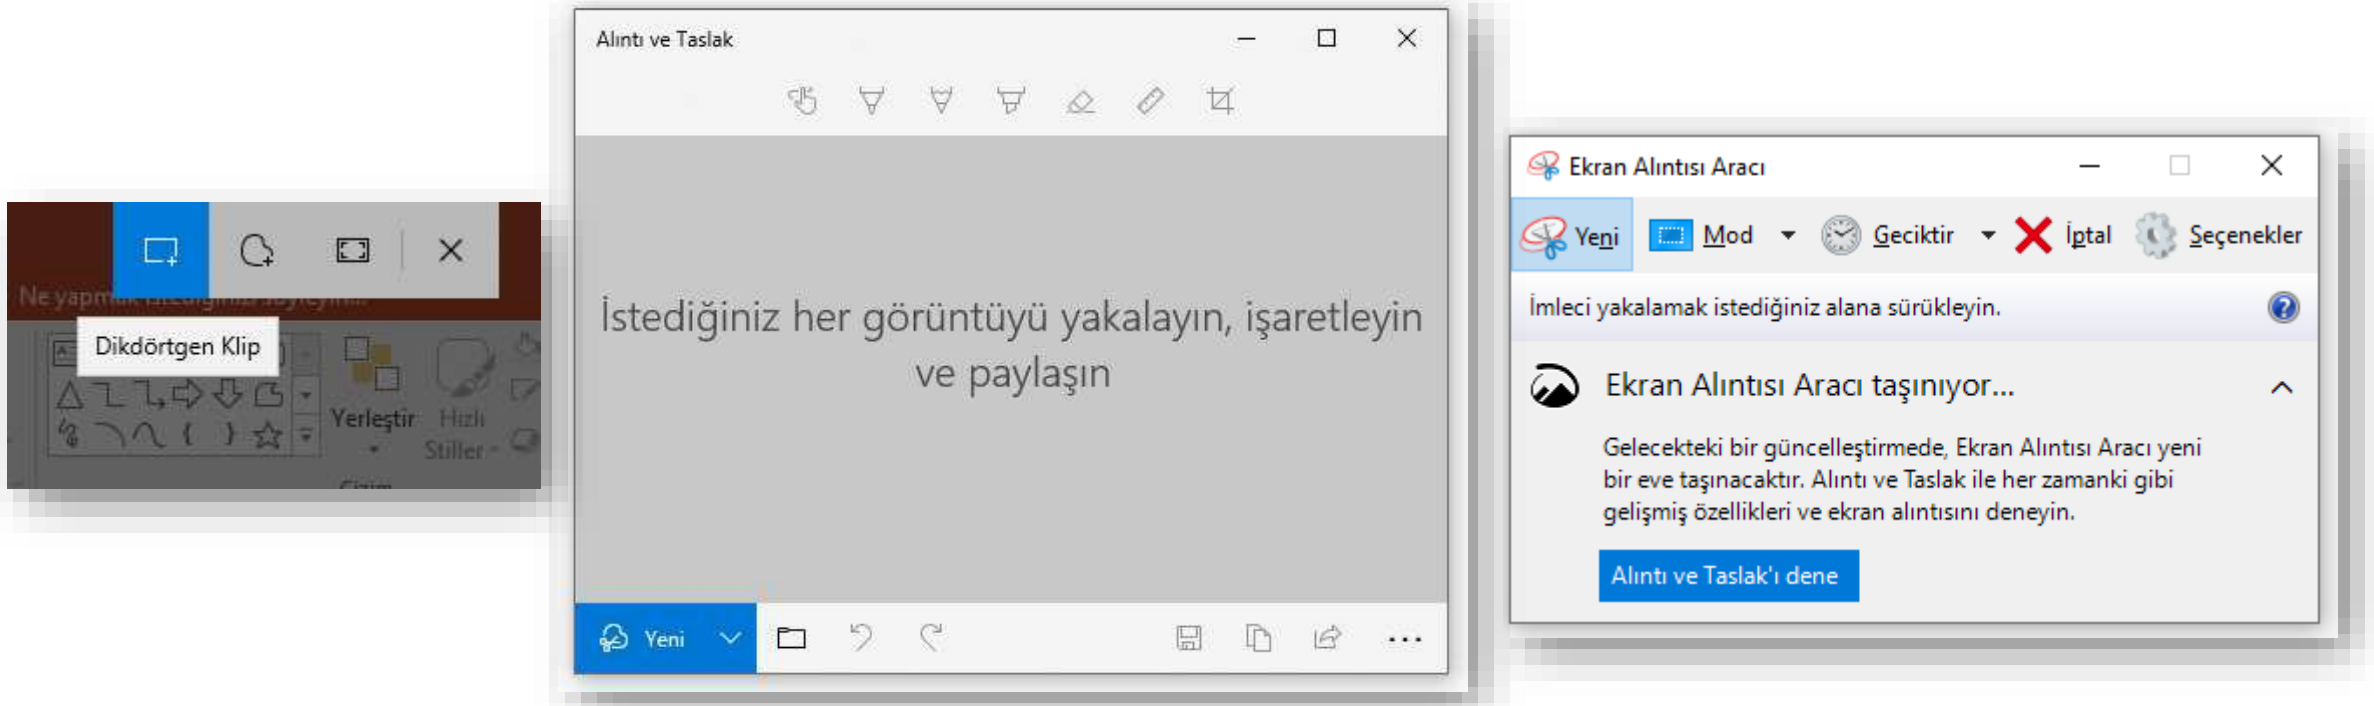 Ne yapmak istediğinizi söyleyin...
Dikdörtgen Klip
Yerleştir
Hızlı
Stiller
Çizim
Alıntı ve Taslak
İstediğiniz her görüntüyü yakalayın, işaretleyin
ve paylaşın
Yeni
Ekran Alıntısı Aracı
Yeni Mod Geciktir İptal Seçenekler
İmleci yakalamak istediğiniz alana sürükleyin.
Ekran Alıntısı Aracı taşınıyor...
Gelecekteki bir güncelleştirmede, Ekran Alıntısı Aracı yeni
bir eve taşınacaktır. Alıntı ve Taslak ile her zamanki gibi
gelişmiş özellikleri ve ekran alıntısını deneyin.
Alıntı ve Taslak'ı dene